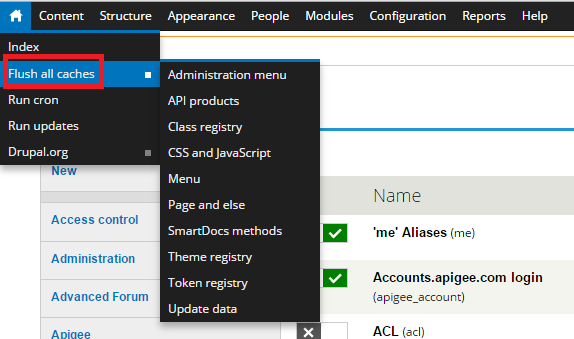 Content Structure Appearance People Modules Configuration Reports Help
Index
Flush all caches
Run cron
Run updates
Drupal.org
Administration menu
API products
Class registry
CSS and JavaScript
Menu
Page and else
SmartDocs methods
Theme registry
Token registry
Update data
New
Access control
Administration
Advanced Forum
Apigee
Name
'me' Aliases (me)
Accounts.apigee.com login
(apigee_account)
ACL (acl)